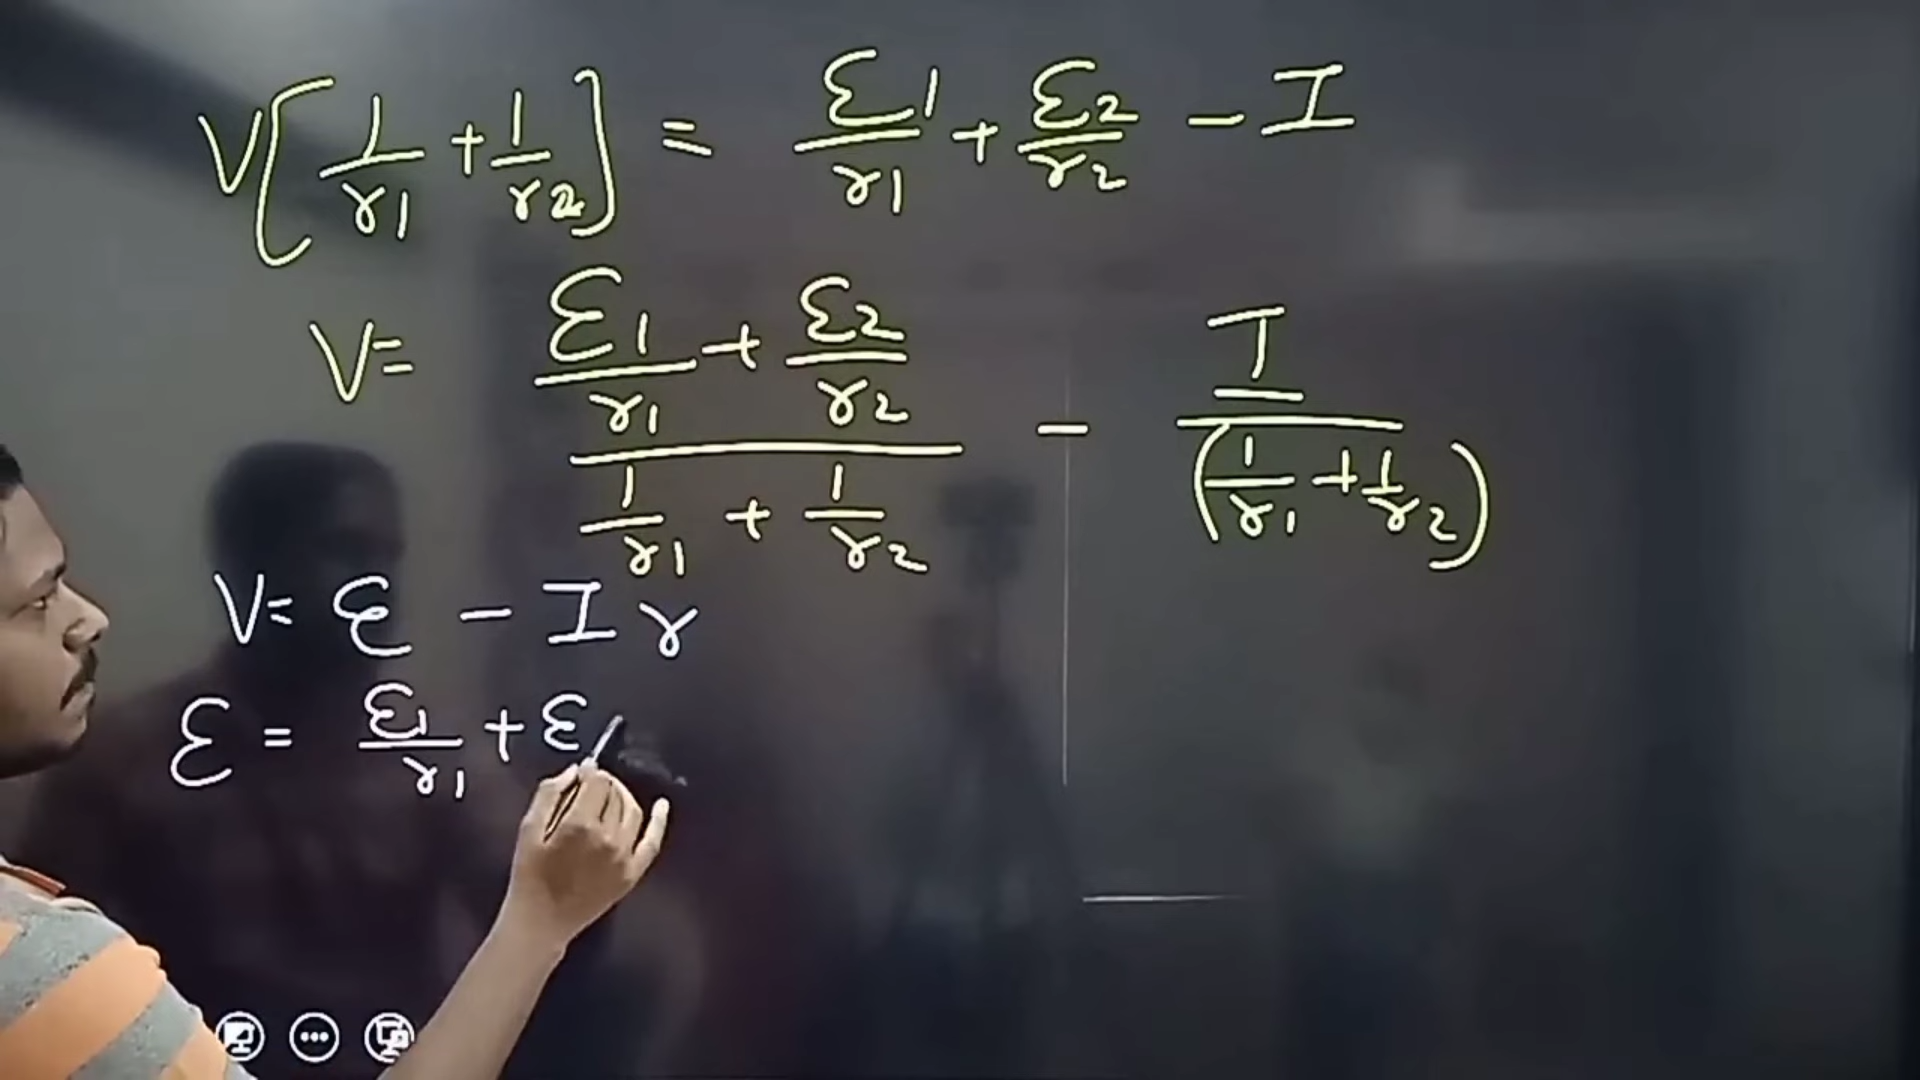 V[1/r1 + 1/r2] = ε1/r1 + ε2/r2 - I
V= (ε1/r1 + ε2/r2)/(1/r1 + 1/r2) - I/(1/r1 + 1/r2)
V= ε - Ir
ε = ε1/r1 + ε